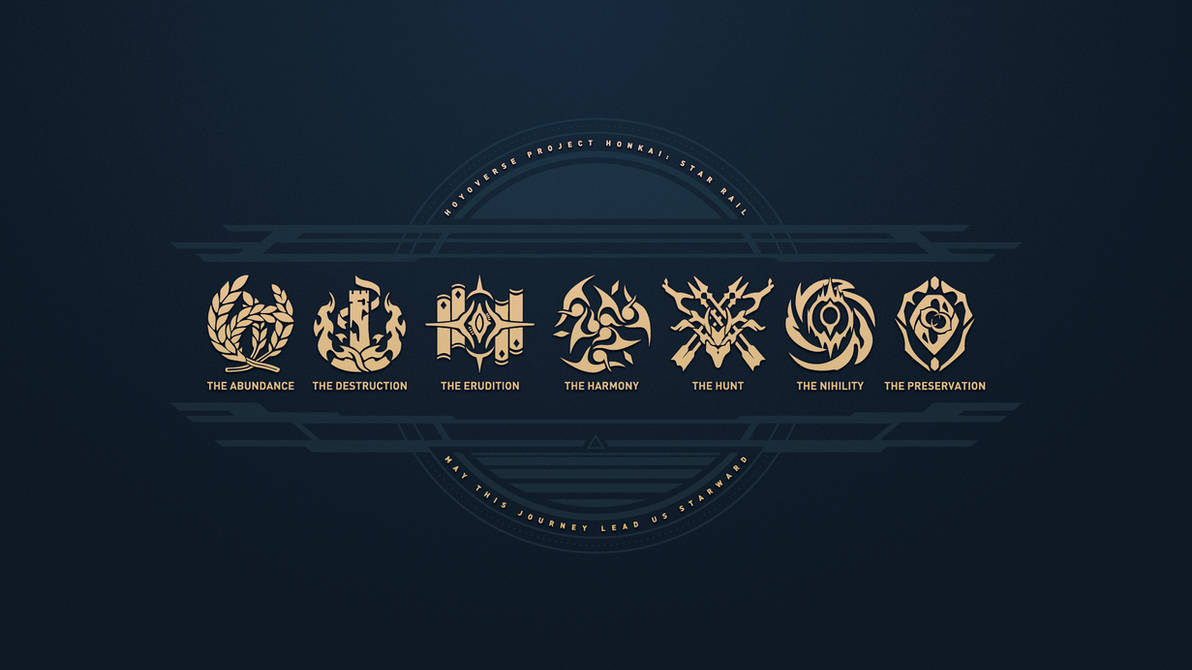 HOYOVERSE PROJECT HONKAI: STAR RAIL
THE ABUNDANCE
THE DESTRUCTION
THE ERUDITION
THE HARMONY
THE HUNT
THE NIHILITY
THE PRESERVATION
MAY THIS JOURNEY LEAD US STARWARD